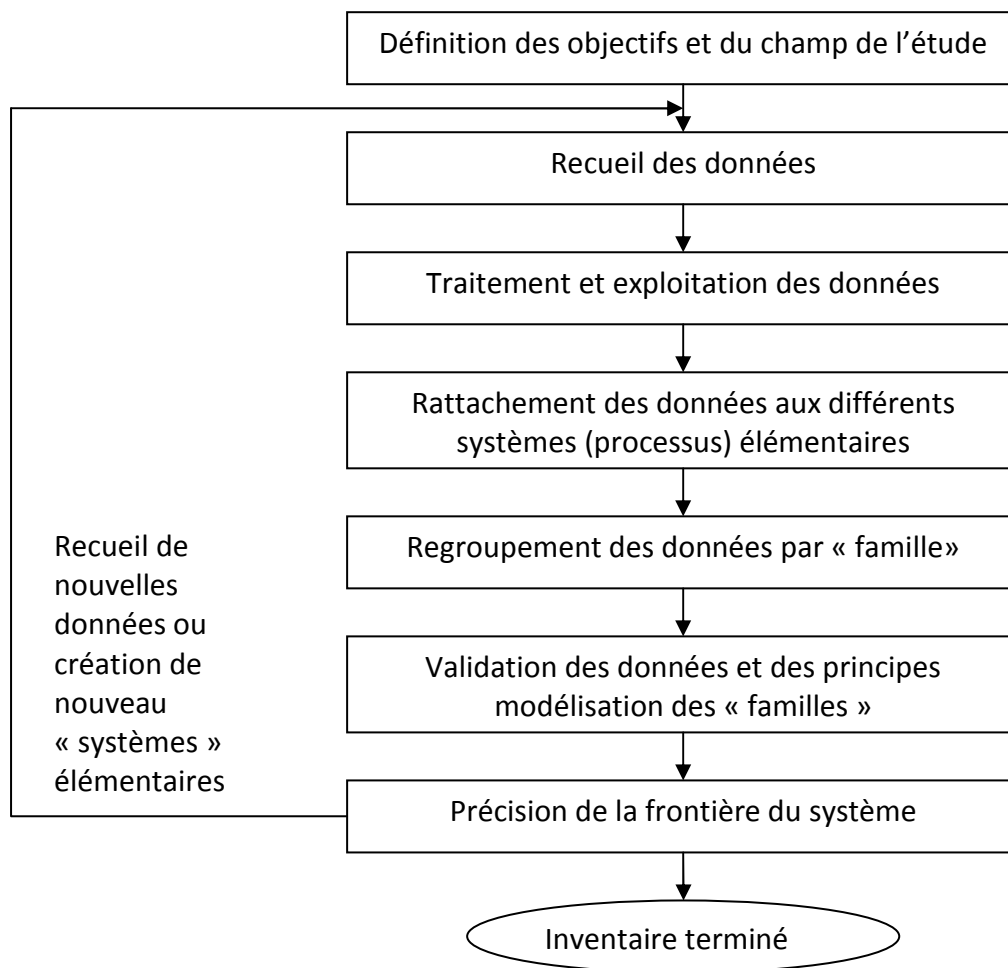 Définition des objectifs et du champ de l’étude
Recueil des données
Traitement et exploitation des données
Rattachement des données aux différents
systèmes (processus) élémentaires
Regroupement des données par « famille»
Validation des données et des principes
modélisation des « familles »
Précision de la frontière du système
Inventaire terminé
Recueil de
nouvelles
données ou
création de
nouveau
« systèmes »
élémentaires